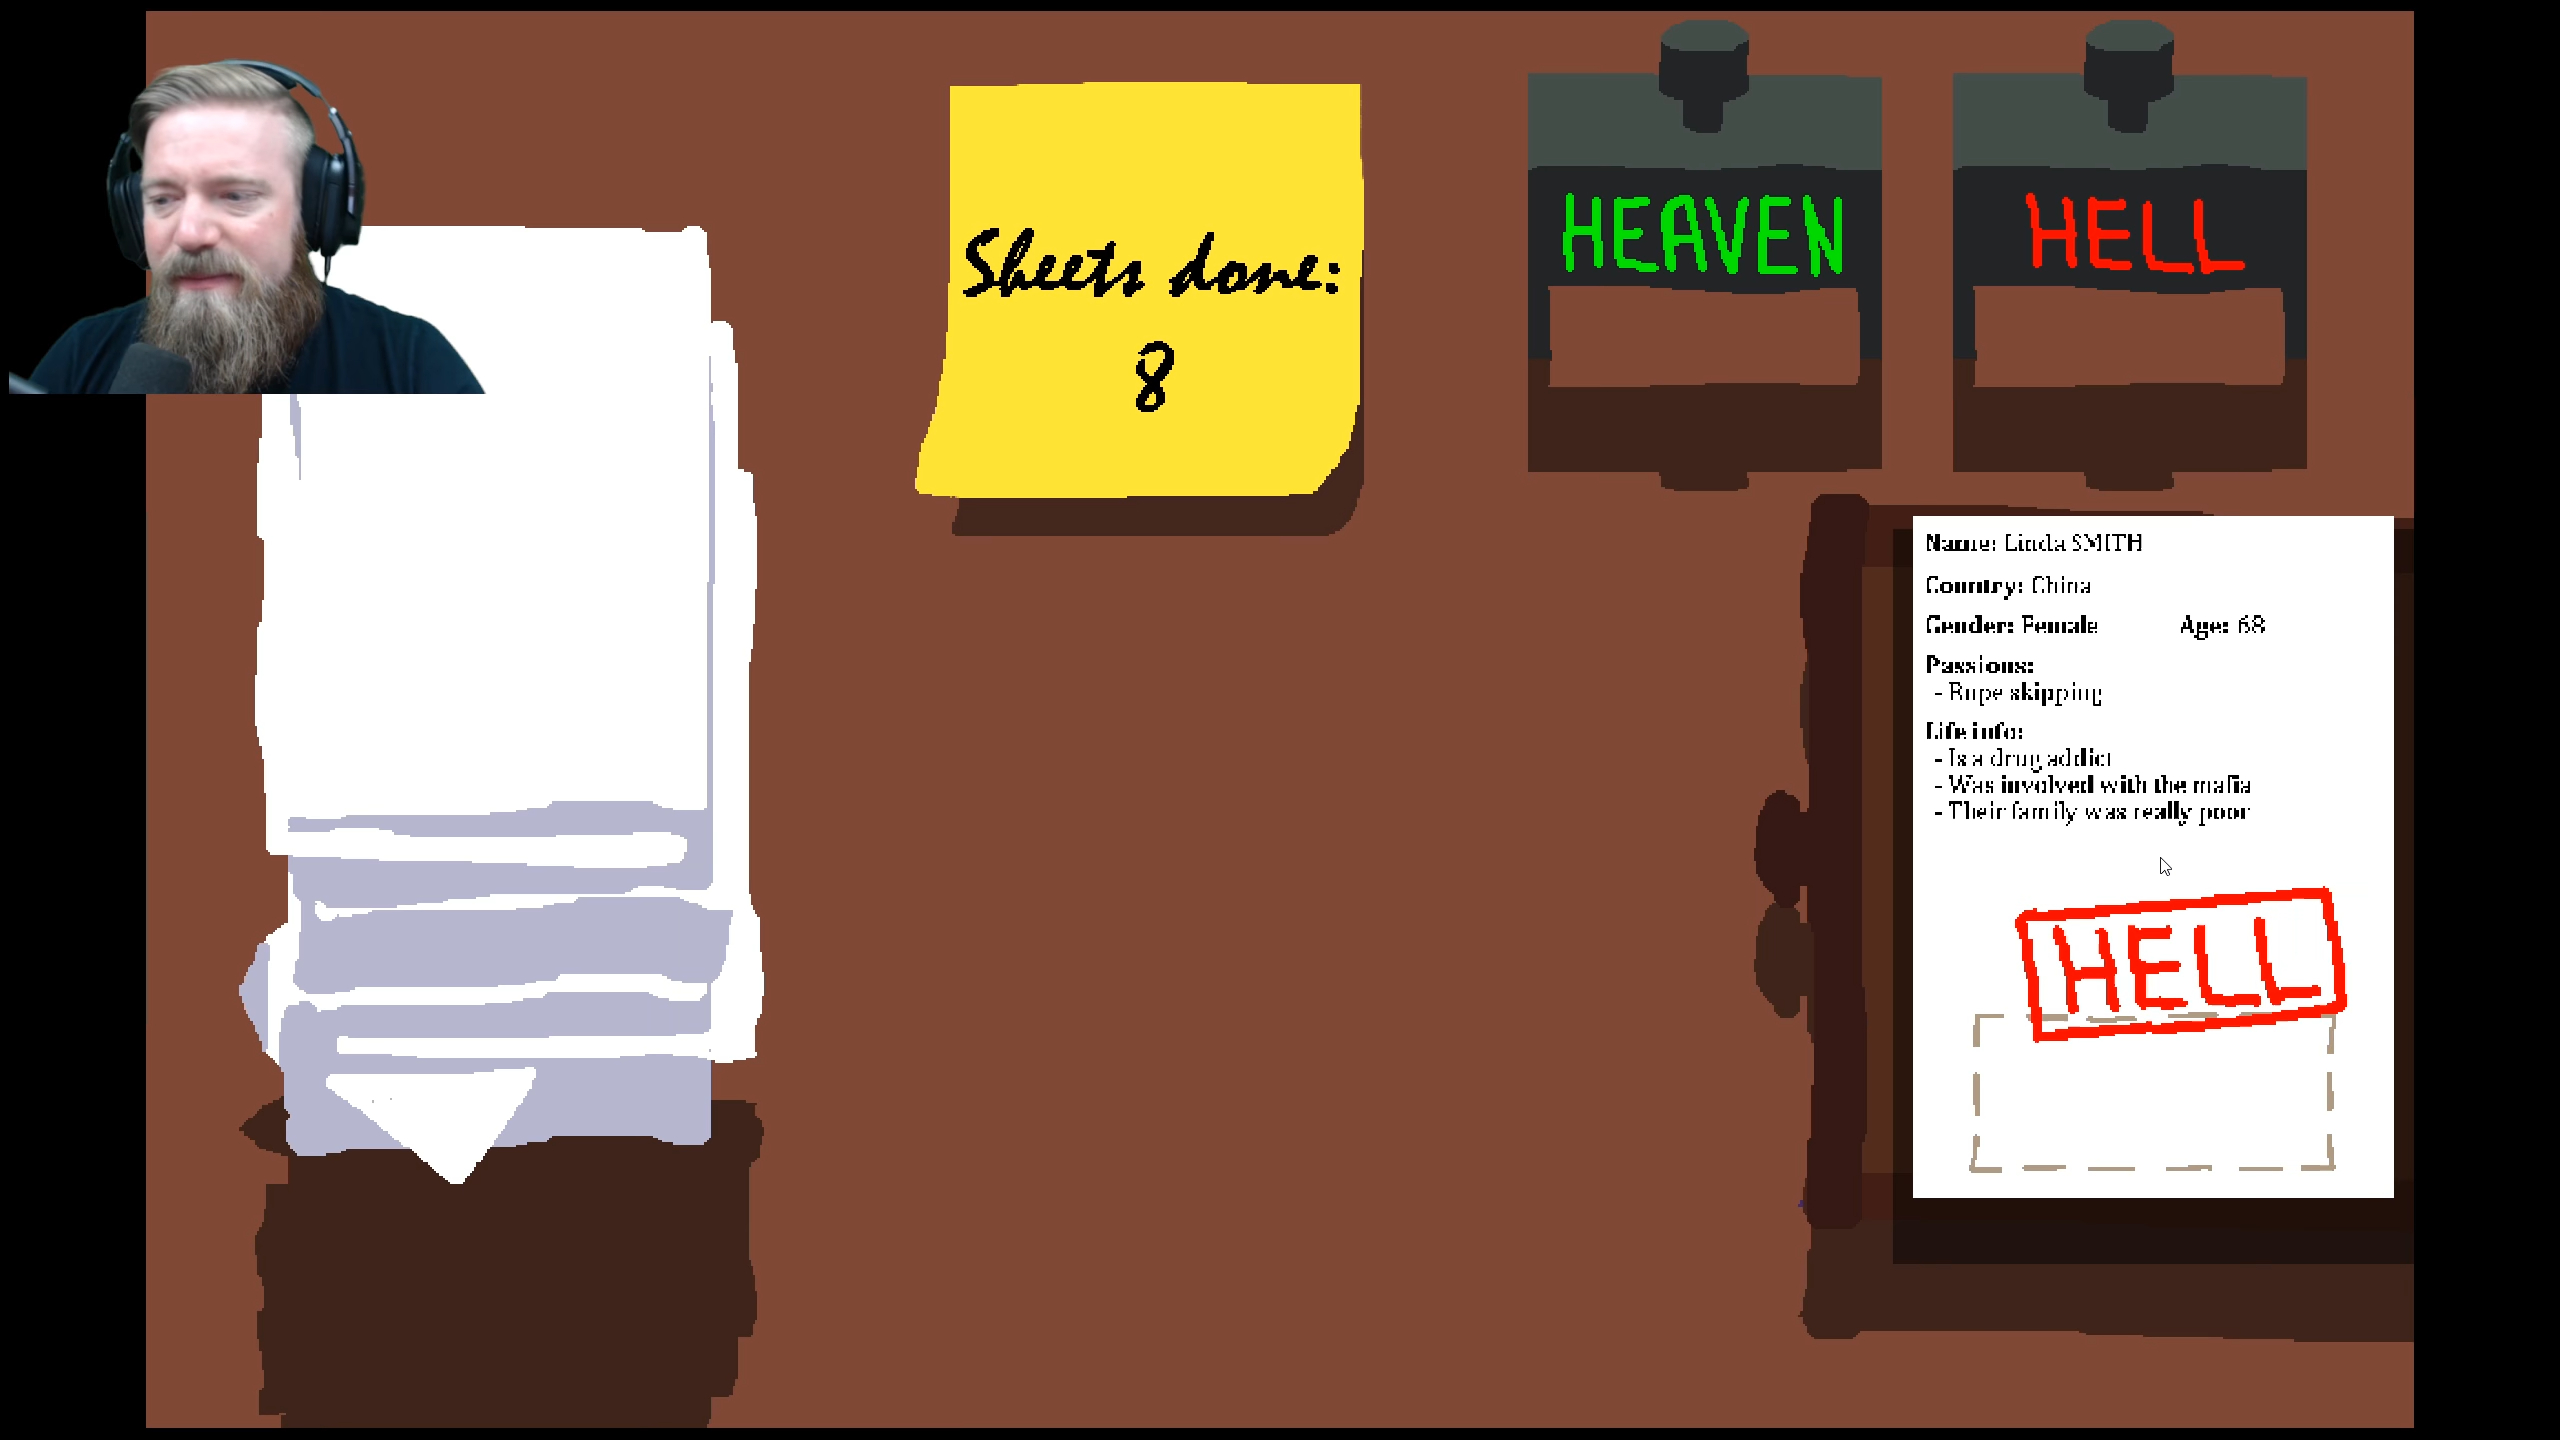 Sheets done:
8
HEAVEN
HELL
Name: Linda SMITH
Country: China
Gender: Female Age: 68
Passions:
- Rope skipping
Life info:
- Is a drug addict
- Was involved with the mafia
- Their family was really poor
HELL